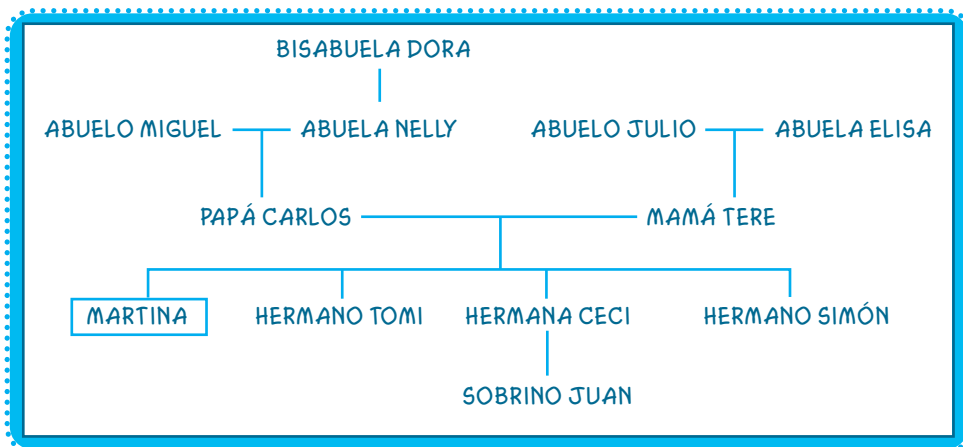 BISABUELA DORA
ABUELO MIGUEL ABUELA NELLY ABUELO JULIO ABUELA ELISA
PAPÁ CARLOS MAMÁ TERE
MARTINA HERMANO TOMI HERMANA CECI HERMANO SIMÓN
SOBRINO JUAN